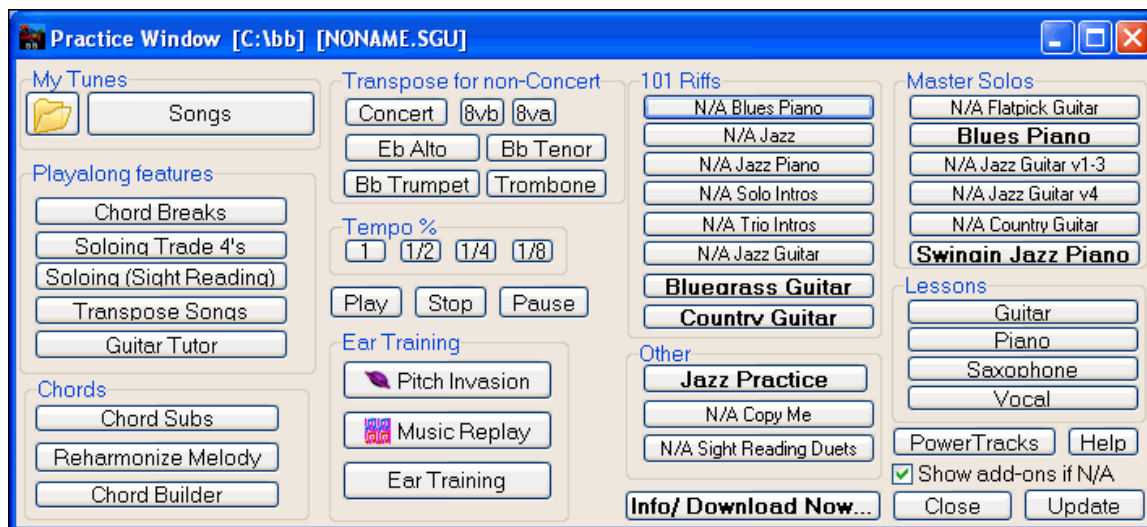 Practice Window [C:\bb] [NONAME.SGU]
My Tunes
Songs
Playalong features
Chord Breaks
Soloing Trade 4's
Soloing (Sight Reading)
Transpose Songs
Guitar Tutor
Chords
Chord Subs
Reharmonize Melody
Chord Builder
Transpose for non-Concert
Concert 8vb 8va
Eb Alto Bb Tenor
Bb Trumpet Trombone
Tempo %
1 1/2 1/4 1/8
Play Stop Pause
Ear Training
Pitch Invasion
Music Replay
Ear Training
101 Riffs
N/A Blues Piano
N/A Jazz
N/A Jazz Piano
N/A Solo Intros
N/A Trio Intros
N/A Jazz Guitar
Bluegrass Guitar
Country Guitar
Other
Jazz Practice
N/A Copy Me
N/A Sight Reading Duets
Info/ Download Now...
Master Solos
N/A Flatpick Guitar
Blues Piano
N/A Jazz Guitar v1-3
N/A Jazz Guitar v4
N/A Country Guitar
Swingin Jazz Piano
Lessons
Guitar
Piano
Saxophone
Vocal
PowerTracks Help
Show add-ons if N/A
Close Update